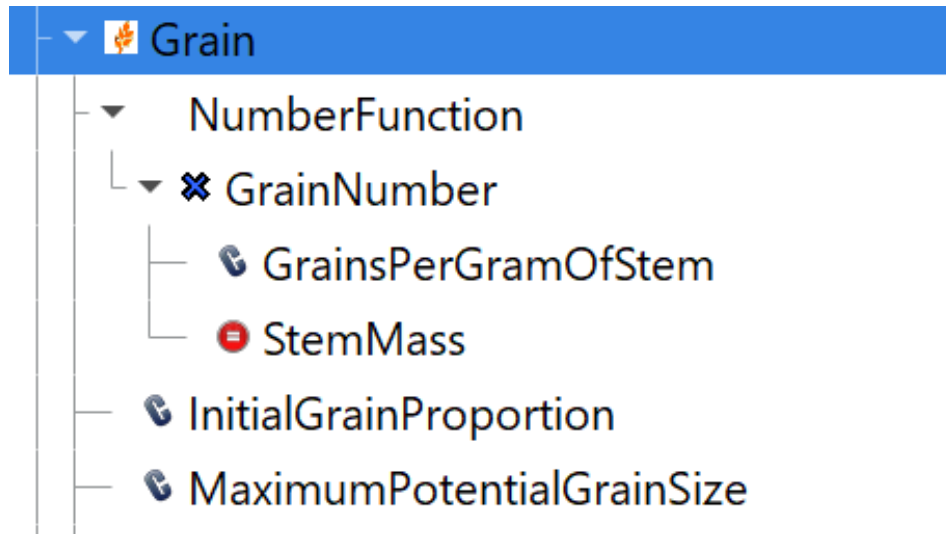 Grain
NumberFunction
GrainNumber
GrainsPerGramOfStem
StemMass
InitialGrainProportion
MaximumPotentialGrainSize